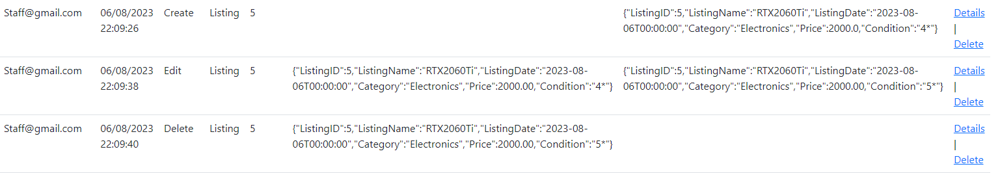 Staff@gmail.com 06/08/2023 Create Listing 5 {"ListingID":5,"ListingName":"RTX2060Ti","ListingDate":"2023-08- Details
22:09:26 06T00:00:00","Category":"Electronics","Price":2000.0,"Condition":"4*"} |
Delete
Staff@gmail.com 06/08/2023 Edit Listing 5 {"ListingID":5,"ListingName":"RTX2060Ti","ListingDate":"2023-08- {"ListingID":5,"ListingName":"RTX2060Ti","ListingDate":"2023-08- Details
22:09:38 06T00:00:00","Category":"Electronics","Price":2000.00,"Condition":"4*"} 06T00:00:00","Category":"Electronics","Price":2000.00,"Condition":"5*"} |
Delete
Staff@gmail.com 06/08/2023 Delete Listing 5 {"ListingID":5,"ListingName":"RTX2060Ti","ListingDate":"2023-08- Details
22:09:40 06T00:00:00","Category":"Electronics","Price":2000.00,"Condition":"5*"} |
Delete